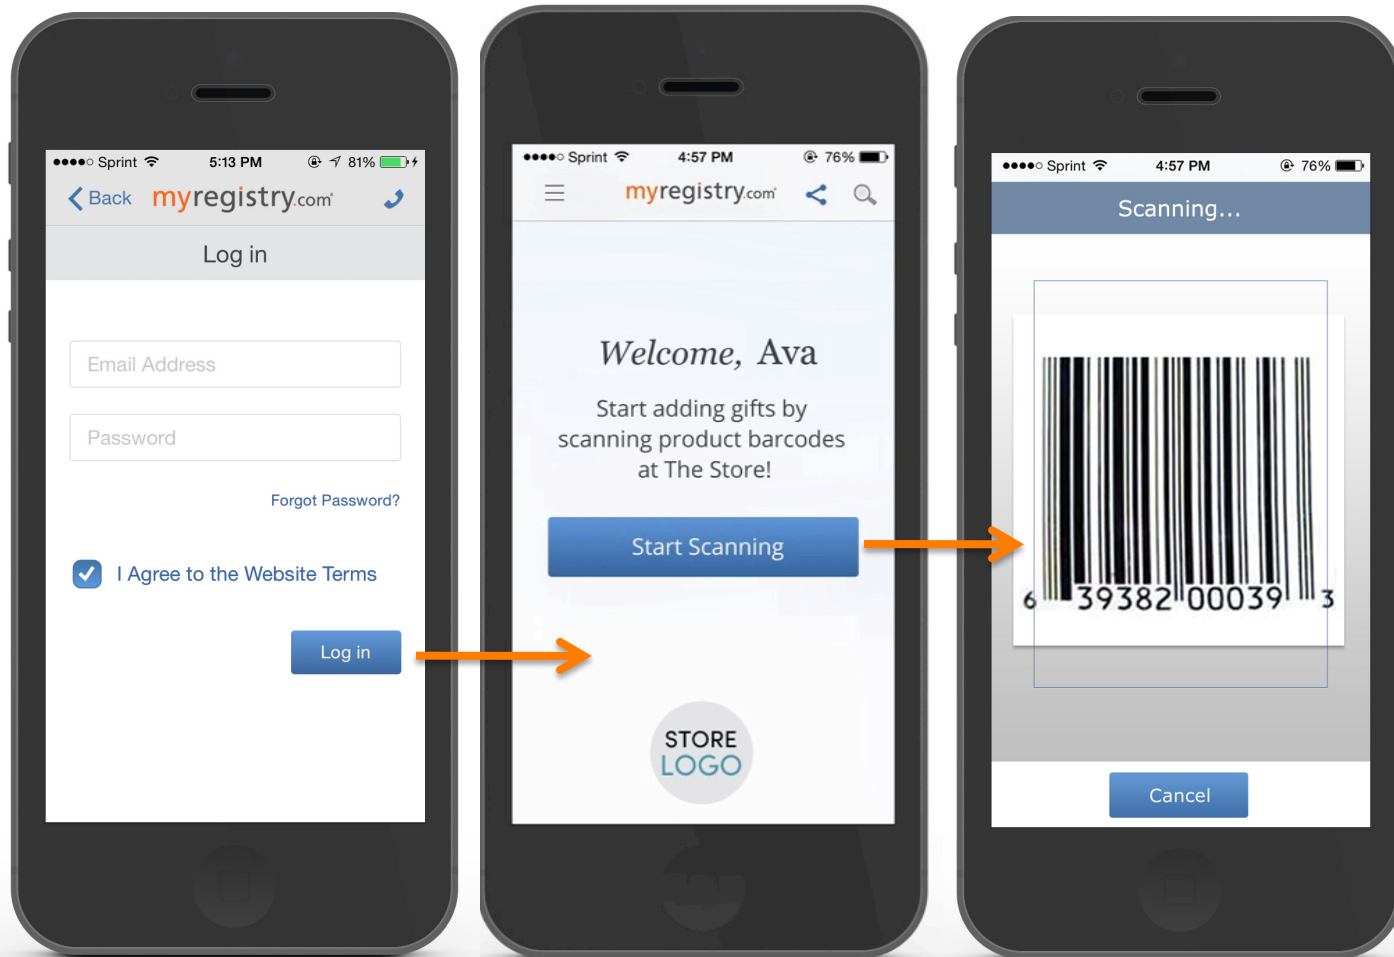 Sprint 5:13 PM 81%
Back myregistry.com
Log in
Email Address
Password
Forgot Password?
I Agree to the Website Terms
Log in
Sprint 4:57 PM 76%
myregistry.com
Welcome, Ava
Start adding gifts by
scanning product barcodes
at The Store!
Start Scanning
STORE
LOGO
Sprint 4:57 PM 76%
Scanning...
6 39382 00039 3
Cancel